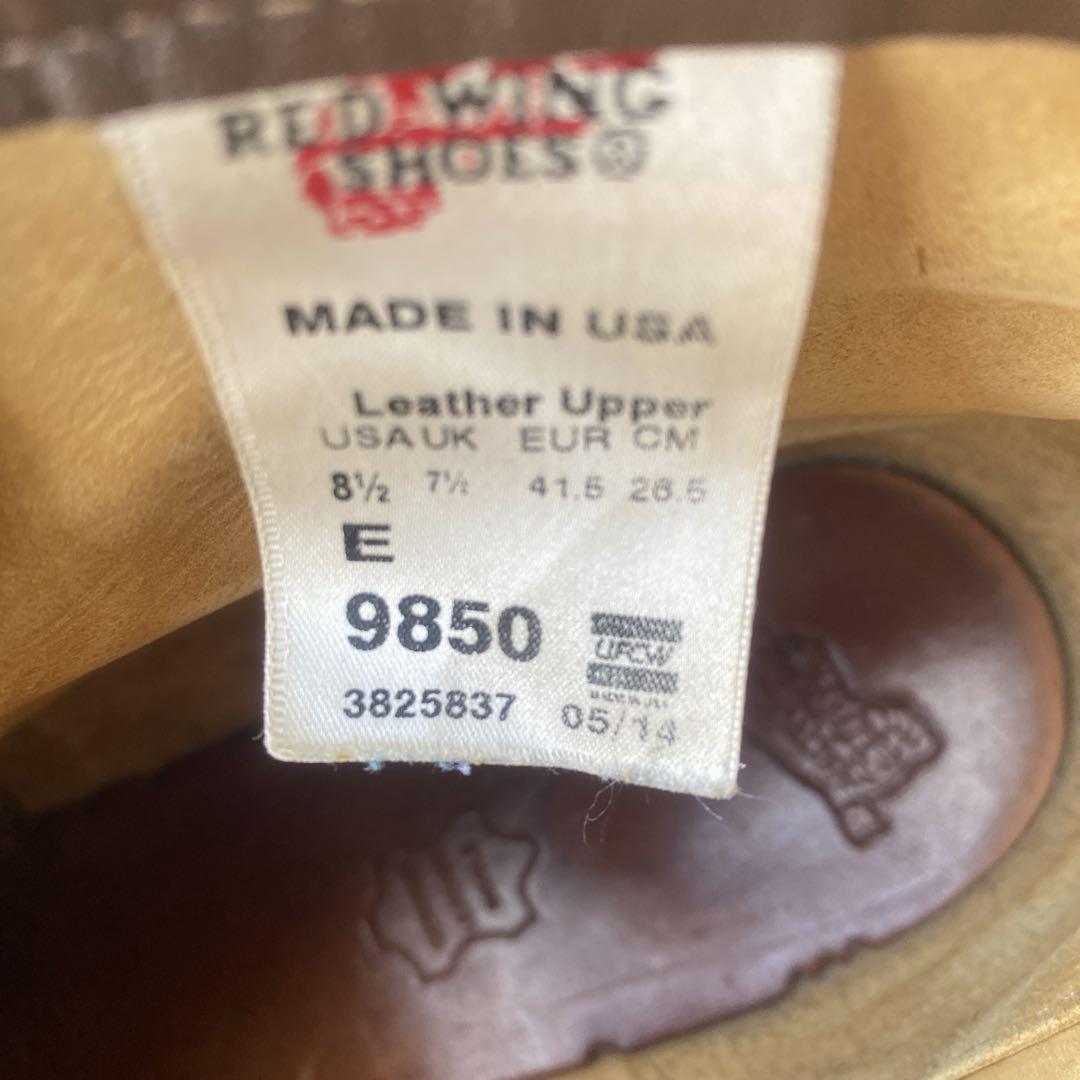 RED WING
SHOES®
MADE IN USA
Leather Upper
USA UK EUR CM
8½ 7½ 41.5 26.5
E
9850
UFCW
3825837
05/14